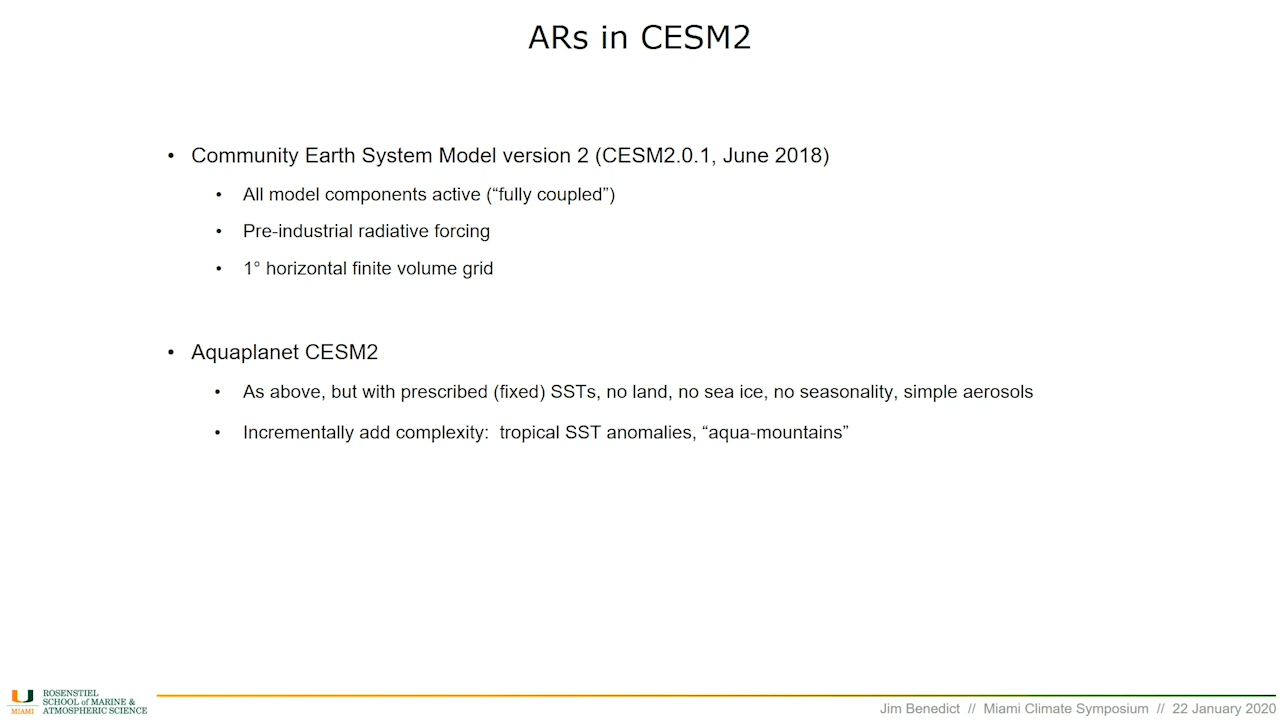 ARs in CESM2
• Community Earth System Model version 2 (CESM2.0.1, June 2018)
• All model components active (“fully coupled”)
• Pre-industrial radiative forcing
• 1° horizontal finite volume grid
• Aquaplanet CESM2
• As above, but with prescribed (fixed) SSTs, no land, no sea ice, no seasonality, simple aerosols
• Incrementally add complexity:  tropical SST anomalies, “aqua-mountains”
U
MIAMI
ROSENSTIEL
SCHOOL of MARINE &
ATMOSPHERIC SCIENCE
Jim Benedict // Miami Climate Symposium // 22 January 2020